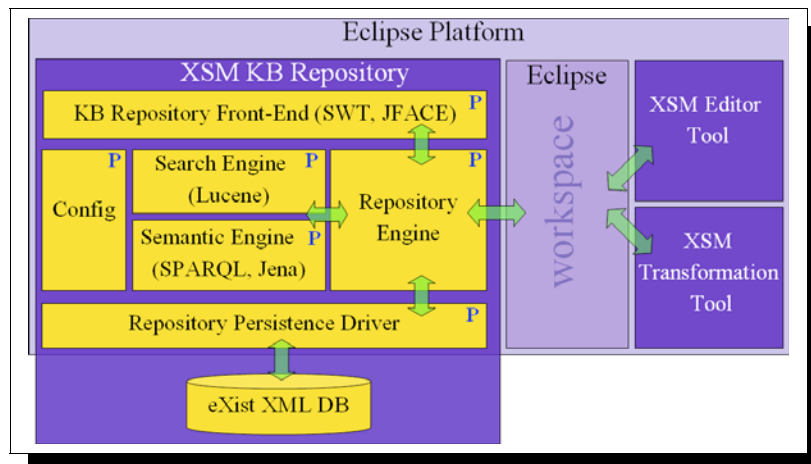 Eclipse Platform
XSM KB Repository
KB Repository Front-End (SWT, JFACE)
P
Config
P
Search Engine
(Lucene)
P
Semantic Engine
(SPARQL, Jena)
P
Repository
Engine
P
Repository Persistence Driver
P
eXist XML DB
Eclipse
workspace
XSM Editor
Tool
XSM
Transformation
Tool